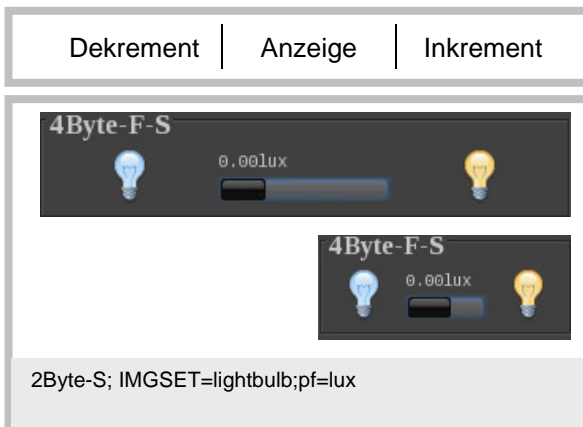 Dekrement Anzeige Inkrement
4Byte-F-S
0.00lux
4Byte-F-S
0.00lux
2Byte-S; IMGSET=lightbulb;pf=lux